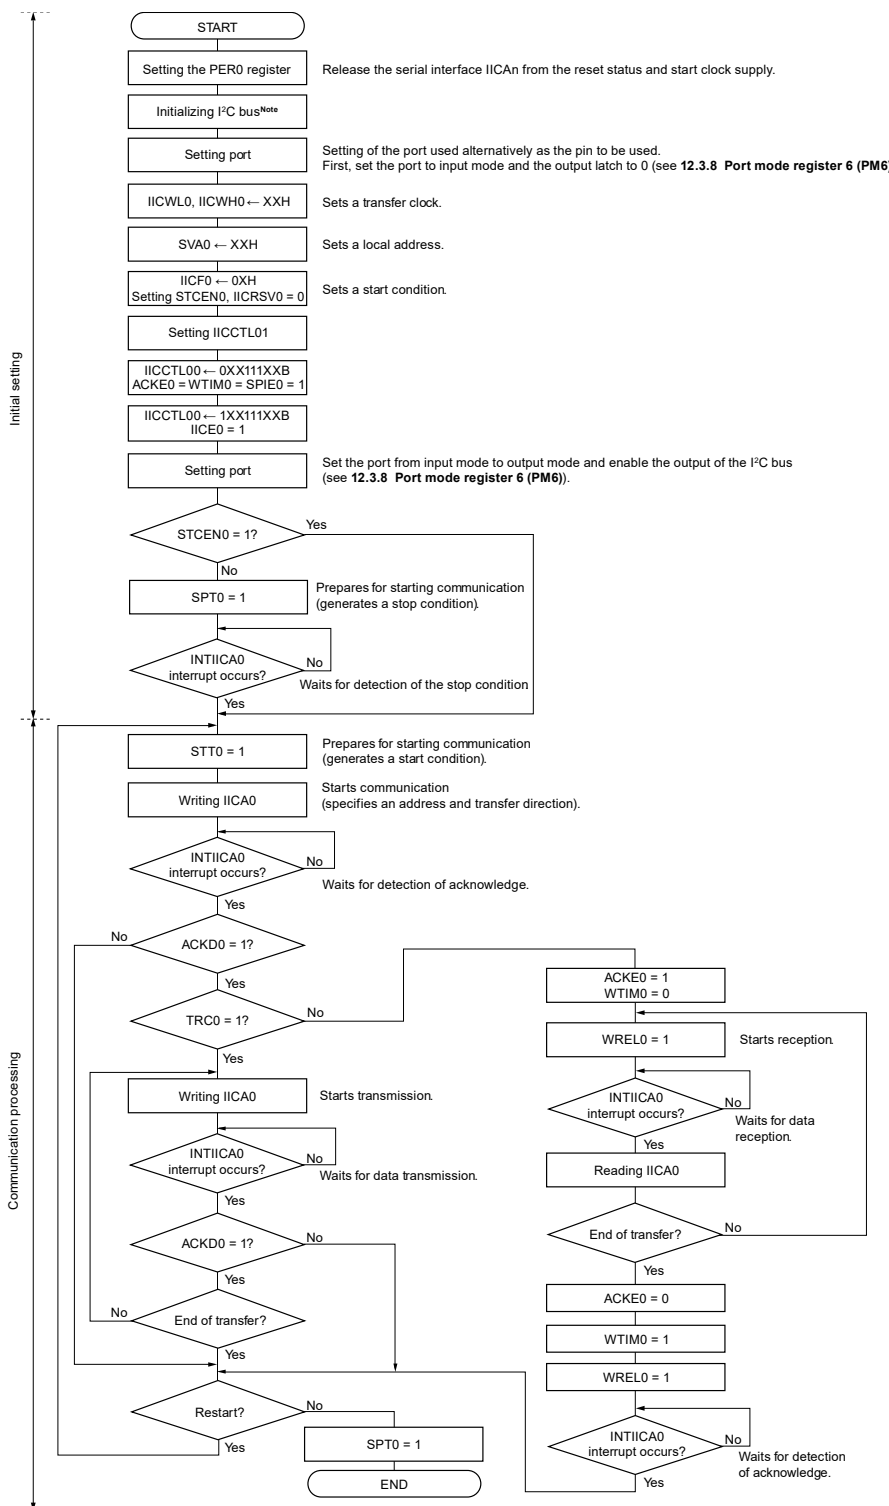 START
Setting the PER0 register
Release the serial interface IICAn from the reset status and start clock supply.
Initializing I²C bus^Note
Setting port
Setting of the port used alternatively as the pin to be used.
First, set the port to input mode and the output latch to 0 (see 12.3.8 Port mode register 6 (PM6)
IICWL0, IICWH0 ← XXH
Sets a transfer clock.
SVA0 ← XXH
Sets a local address.
IICF0 ← 0XH
Setting STCEN0, IICRSV0 = 0
Sets a start condition.
Setting IICCTL01
IICCTL00 ← 0XX111XXB
ACKE0 = WTIM0 = SPIE0 = 1
IICCTL00 ← 1XX111XXB
IICE0 = 1
Setting port
Set the port from input mode to output mode and enable the output of the I²C bus
(see 12.3.8 Port mode register 6 (PM6)).
STCEN0 = 1?
Yes
No
SPT0 = 1
Prepares for starting communication
(generates a stop condition).
INTIICA0
interrupt occurs?
No
Waits for detection of the stop condition
Yes
Initial setting
STT0 = 1
Prepares for starting communication
(generates a start condition).
Writing IICA0
Starts communication
(specifies an address and transfer direction).
INTIICA0
interrupt occurs?
No
Waits for detection of acknowledge.
Yes
ACKD0 = 1?
No
Yes
TRC0 = 1?
No
Yes
Writing IICA0
Starts transmission.
INTIICA0
interrupt occurs?
No
Waits for data transmission.
Yes
ACKD0 = 1?
No
Yes
End of transfer?
No
Yes
Restart?
No
Yes
SPT0 = 1
END
ACKE0 = 1
WTIM0 = 0
WREL0 = 1
Starts reception.
INTIICA0
interrupt occurs?
No
Waits for data
reception.
Yes
Reading IICA0
End of transfer?
No
Yes
ACKE0 = 0
WTIM0 = 1
WREL0 = 1
INTIICA0
interrupt occurs?
No
Waits for detection
of acknowledge.
Yes
Communication processing